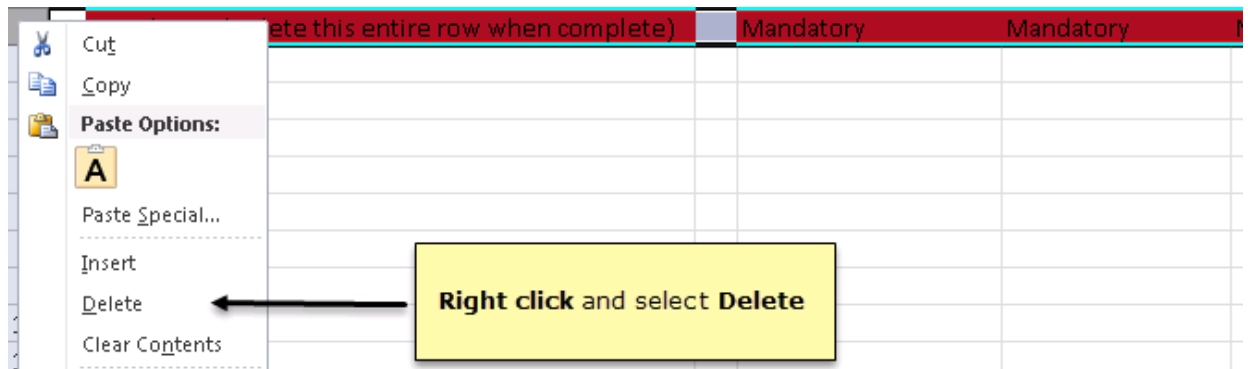 ete this entire row when complete) Mandatory Mandatory
Cut
Copy
Paste Options:
A
Paste Special...
Insert
Delete
Right click and select Delete
Clear Contents